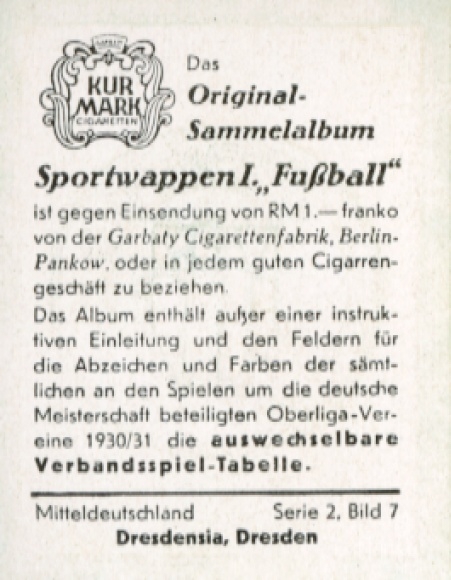 KUR
MARK
CIGARETTEN
Das
Original-
Sammelalbum
Sportwappen I. „Fußball“
ist gegen Einsendung von RM 1.— franko
von der Garbaty Cigarettenfabrik, Berlin-
Pankow, oder in jedem guten Cigarren-
geschäft zu beziehen.
Das Album enthält außer einer instruk-
tiven Einleitung und den Feldern für
die Abzeichen und Farben der sämt-
lichen an den Spielen um die deutsche
Meisterschaft beteiligten Oberliga-Ver-
eine 1930/31 die auswechselbare
Verbandsspiel-Tabelle.
Mitteldeutschland Serie 2, Bild 7
Dresdensia, Dresden